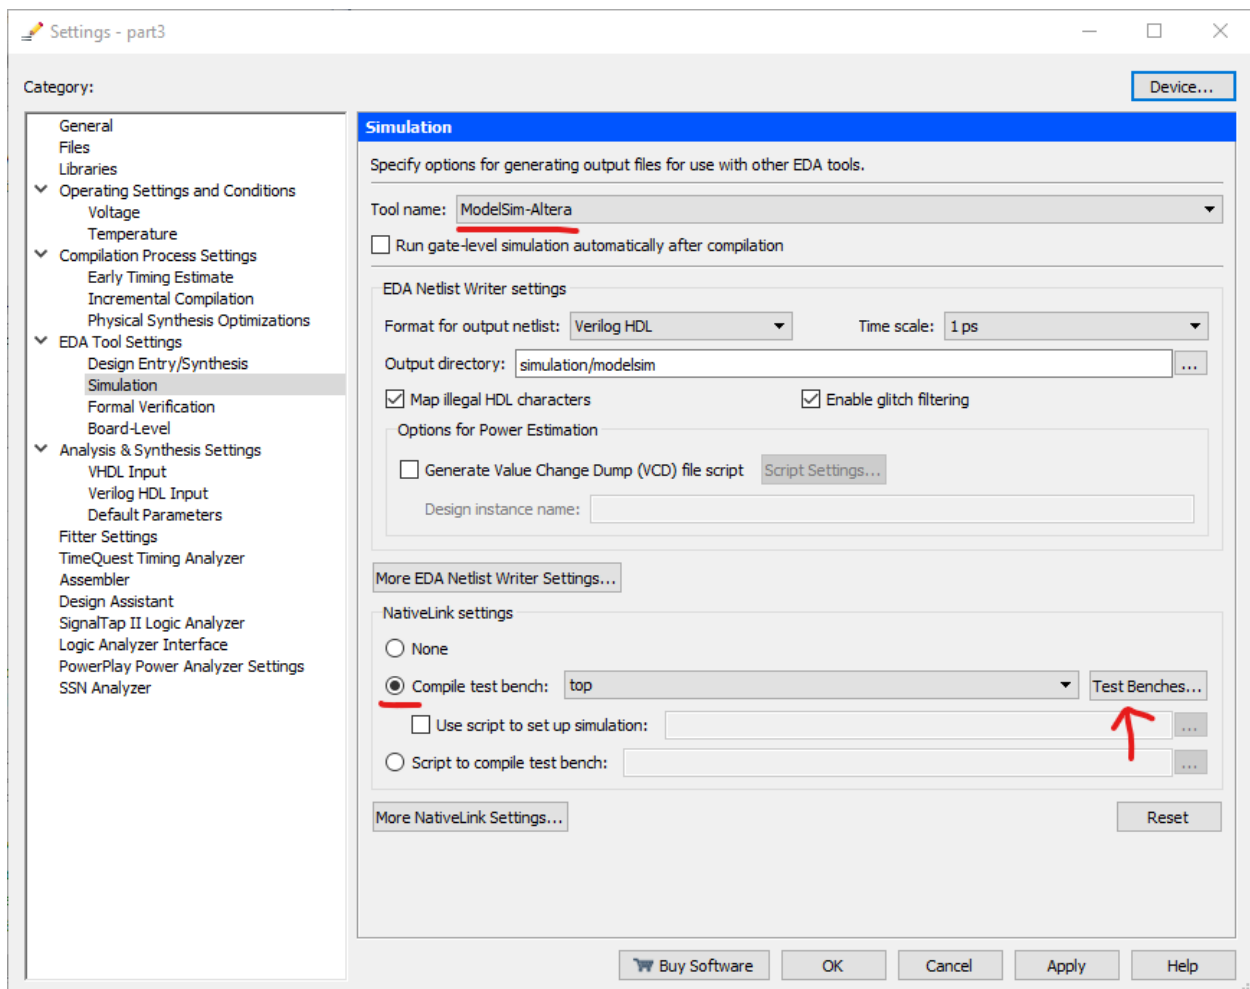 Settings - part3
Category:
Device...
General
Files
Libraries
Operating Settings and Conditions
Voltage
Temperature
Compilation Process Settings
Early Timing Estimate
Incremental Compilation
Physical Synthesis Optimizations
EDA Tool Settings
Design Entry/Synthesis
Simulation
Formal Verification
Board-Level
Analysis & Synthesis Settings
VHDL Input
Verilog HDL Input
Default Parameters
Fitter Settings
TimeQuest Timing Analyzer
Assembler
Design Assistant
SignalTap II Logic Analyzer
Logic Analyzer Interface
PowerPlay Power Analyzer Settings
SSN Analyzer
Simulation
Specify options for generating output files for use with other EDA tools.
Tool name: ModelSim-Altera
Run gate-level simulation automatically after compilation
EDA Netlist Writer settings
Format for output netlist: Verilog HDL Time scale: 1 ps
Output directory: simulation/modelsim ...
Map illegal HDL characters Enable glitch filtering
Options for Power Estimation
Generate Value Change Dump (VCD) file script Script Settings...
Design instance name:
More EDA Netlist Writer Settings...
NativeLink settings
None
Compile test bench: top Test Benches...
Use script to set up simulation: ...
Script to compile test bench: ...
More NativeLink Settings... Reset
Buy Software OK Cancel Apply Help